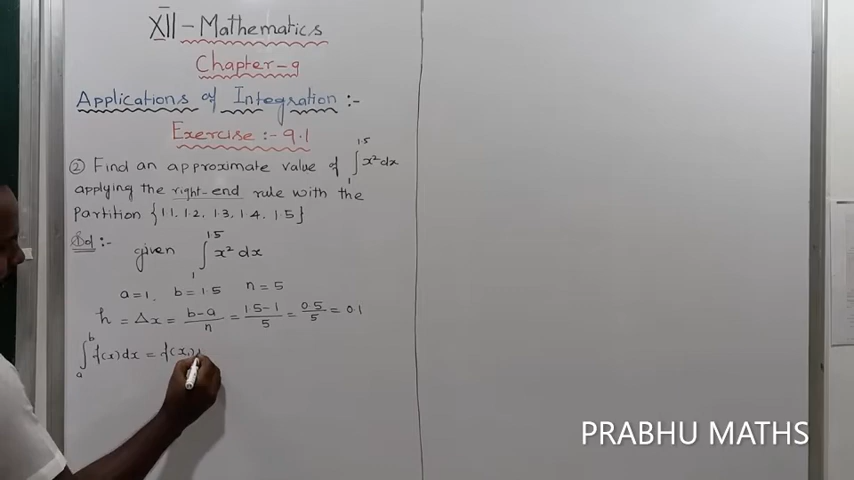 XII - Mathematics
Chapter-9
Applications of Integration :-
Exercise :- 9.1
② Find an approximate value of ∫₁^1.5 x² dx
applying the right-end rule with the
partition {1.1, 1.2, 1.3, 1.4, 1.5}
Sol :- given ∫₁^1.5 x² dx
a=1, b=1.5 n=5
h = Δx = b-a/n = 1.5-1/5 = 0.5/5 = 0.1
∫ₐ^b f(x)dx = f(x₁)
PRABHU MATHS